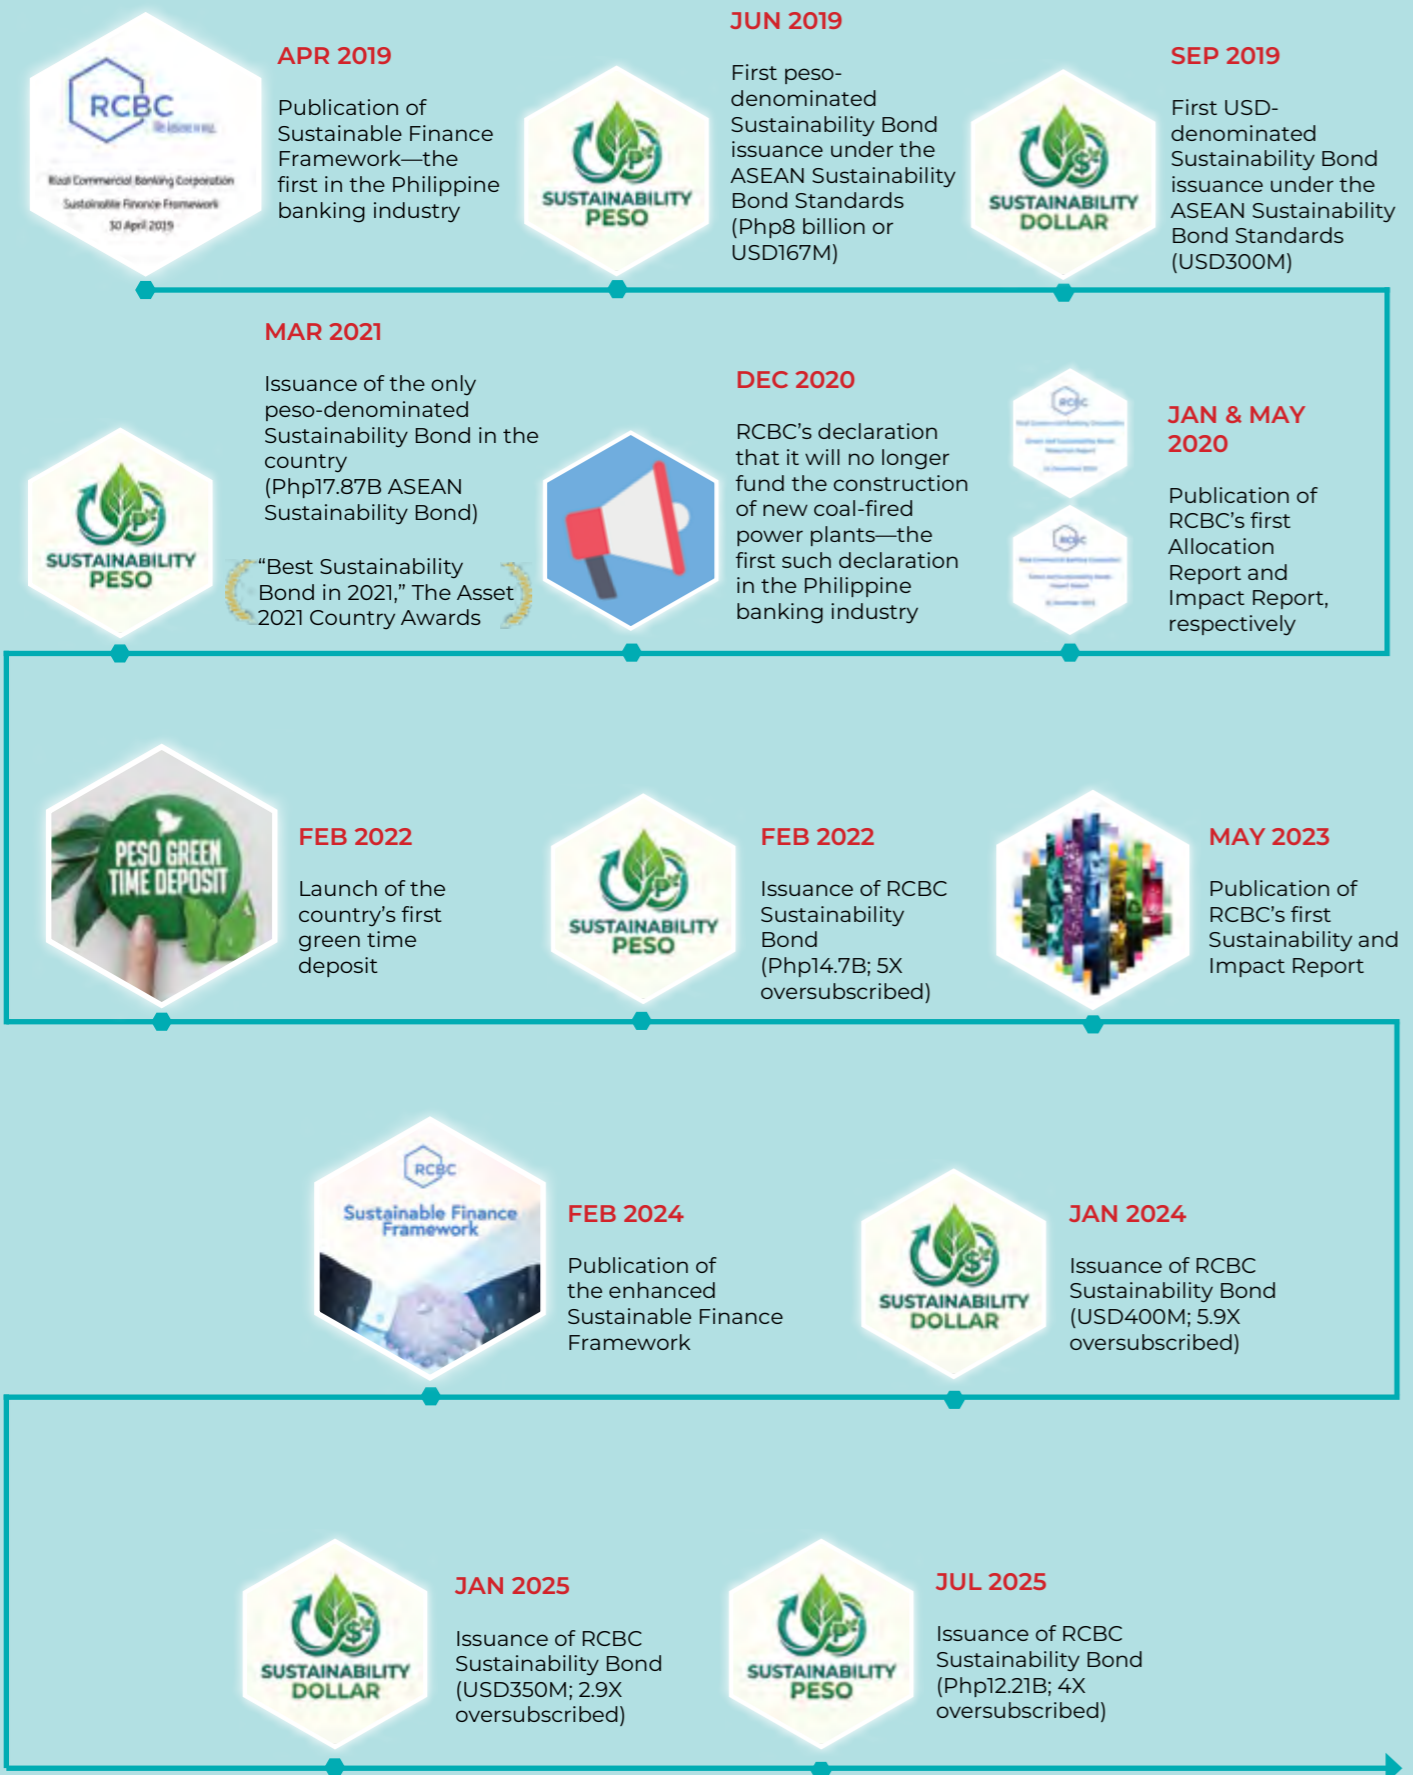 RCBC
Rizal Commercial Banking Corporation
Sustainable Finance Framework
30 April 2019
APR 2019
Publication of
Sustainable Finance
Framework—the
first in the Philippine
banking industry
SUSTAINABILITY
PESO
JUN 2019
First peso-
denominated
Sustainability Bond
issuance under the
ASEAN Sustainability
Bond Standards
(Php8 billion or
USD167M)
SUSTAINABILITY
DOLLAR
SEP 2019
First USD-
denominated
Sustainability Bond
issuance under the
ASEAN Sustainability
Bond Standards
(USD300M)
RCBC
RCBC
JAN & MAY
2020
Publication of
RCBC’s first
Allocation
Report and
Impact Report,
respectively
DEC 2020
RCBC’s declaration
that it will no longer
fund the construction
of new coal-fired
power plants—the
first such declaration
in the Philippine
banking industry
SUSTAINABILITY
PESO
MAR 2021
Issuance of the only
peso-denominated
Sustainability Bond in the
country
(Php17.87B ASEAN
Sustainability Bond)
“Best Sustainability
Bond in 2021,” The Asset
2021 Country Awards
PESO GREEN
TIME DEPOSIT
FEB 2022
Launch of the
country’s first
green time
deposit
SUSTAINABILITY
PESO
FEB 2022
Issuance of RCBC
Sustainability
Bond
(Php14.7B; 5X
oversubscribed)
MAY 2023
Publication of
RCBC’s first
Sustainability and
Impact Report
SUSTAINABILITY
DOLLAR
JAN 2024
Issuance of RCBC
Sustainability Bond
(USD400M; 5.9X
oversubscribed)
RCBC
Sustainable Finance
Framework
FEB 2024
Publication of
the enhanced
Sustainable Finance
Framework
SUSTAINABILITY
DOLLAR
JAN 2025
Issuance of RCBC
Sustainability Bond
(USD350M; 2.9X
oversubscribed)
SUSTAINABILITY
PESO
JUL 2025
Issuance of RCBC
Sustainability Bond
(Php12.21B; 4X
oversubscribed)